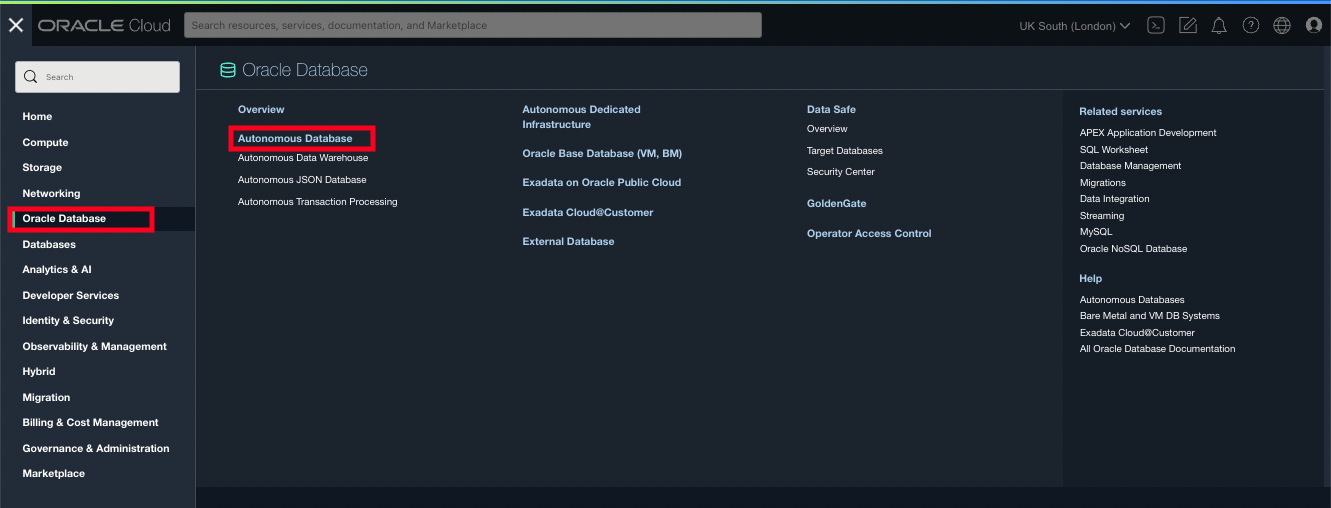 ORACLE Cloud
Search resources, services, documentation, and Marketplace
UK South (London)
Search
Home
Compute
Storage
Networking
Oracle Database
Databases
Analytics & AI
Developer Services
Identity & Security
Observability & Management
Hybrid
Migration
Billing & Cost Management
Governance & Administration
Marketplace
Oracle Database
Overview
Autonomous Database
Autonomous Data Warehouse
Autonomous JSON Database
Autonomous Transaction Processing
Autonomous Dedicated
Infrastructure
Oracle Base Database (VM, BM)
Exadata on Oracle Public Cloud
Exadata Cloud@Customer
External Database
Data Safe
Overview
Target Databases
Security Center
GoldenGate
Operator Access Control
Related services
APEX Application Development
SQL Worksheet
Database Management
Migrations
Data Integration
Streaming
MySQL
Oracle NoSQL Database
Help
Autonomous Databases
Bare Metal and VM DB Systems
Exadata Cloud@Customer
All Oracle Database Documentation